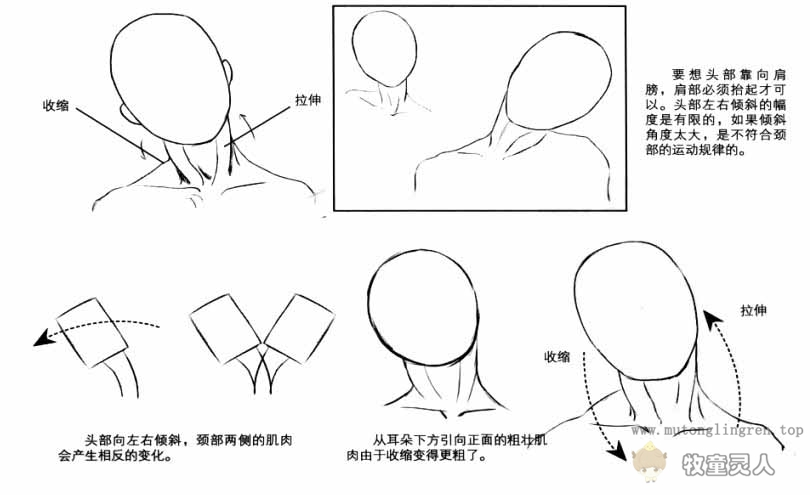 收缩
拉伸
要想头部靠向肩
膀，肩部必须抬起才可
以。头部左右倾斜的幅
度是有限的，如果倾斜
角度太大，是不符合颈
部的运动规律的。
拉伸
收缩
头部向左右倾斜，颈部两侧的肌肉
会产生相反的变化。
从耳朵下方引向正面的粗壮肌
肉由于收缩变得更粗了。
www.mutonglingren.top
牧童灵人